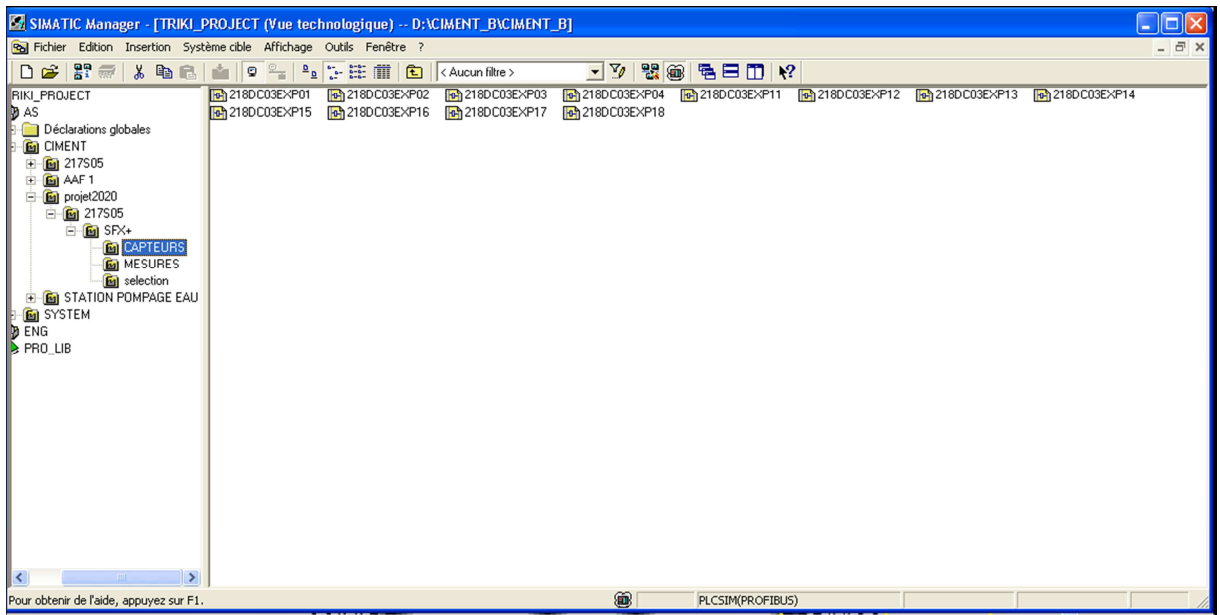 SIMATIC Manager - [TRIKI_PROJECT (Vue technologique) -- D:\CIMENT_B\CIMENT_B]
Fichier Edition Insertion Système cible Affichage Outils Fenêtre ?
< Aucun filtre >
RIKI_PROJECT
AS
Déclarations globales
CIMENT
217S05
AAF 1
projet2020
217S05
SFX+
CAPTEURS
MESURES
selection
STATION POMPAGE EAU
SYSTEM
ENG
PRO_LIB
218DC03EXP01 218DC03EXP02 218DC03EXP03 218DC03EXP04 218DC03EXP11 218DC03EXP12 218DC03EXP13 218DC03EXP14
218DC03EXP15 218DC03EXP16 218DC03EXP17 218DC03EXP18
Pour obtenir de l'aide, appuyez sur F1.
PLCSIM(PROFIBUS)